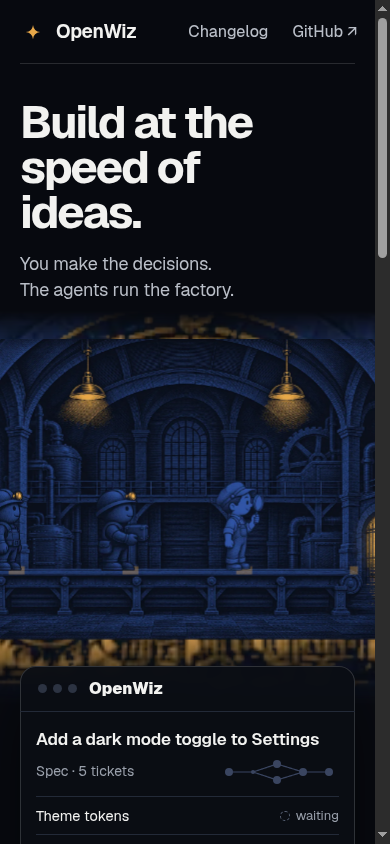 OpenWiz
Changelog
GitHub ↗
Build at the
speed of
ideas.
You make the decisions.
The agents run the factory.
OpenWiz
Add a dark mode toggle to Settings
Spec · 5 tickets
Theme tokens
waiting